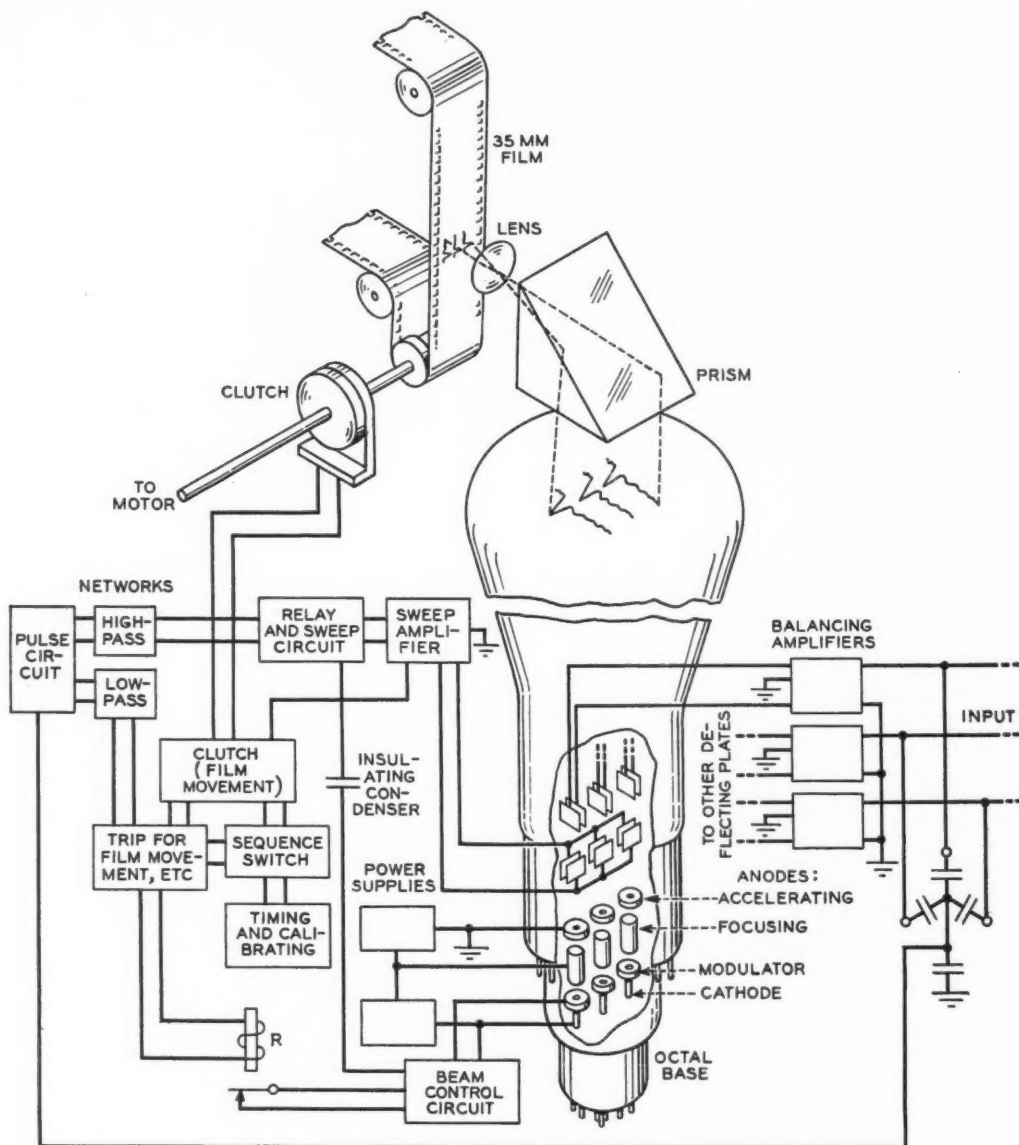 35 MM
FILM
LENS
PRISM
CLUTCH
TO
MOTOR
NETWORKS
PULSE
CIR-
CUIT
HIGH-
PASS
LOW-
PASS
RELAY
AND SWEEP
CIRCUIT
SWEEP
AMPLI-
FIER
BALANCING
AMPLIFIERS
INPUT
TO OTHER DE-
FLECTING PLATES
CLUTCH
(FILM
MOVEMENT)
INSUL-
ATING
CON-
DENSER
TRIP FOR
FILM MOVE-
MENT, ETC
SEQUENCE
SWITCH
TIMING
AND CALI-
BRATING
POWER
SUPPLIES
ANODES:
ACCELERATING
FOCUSING
MODULATOR
CATHODE
R
BEAM
CONTROL
CIRCUIT
OCTAL
BASE